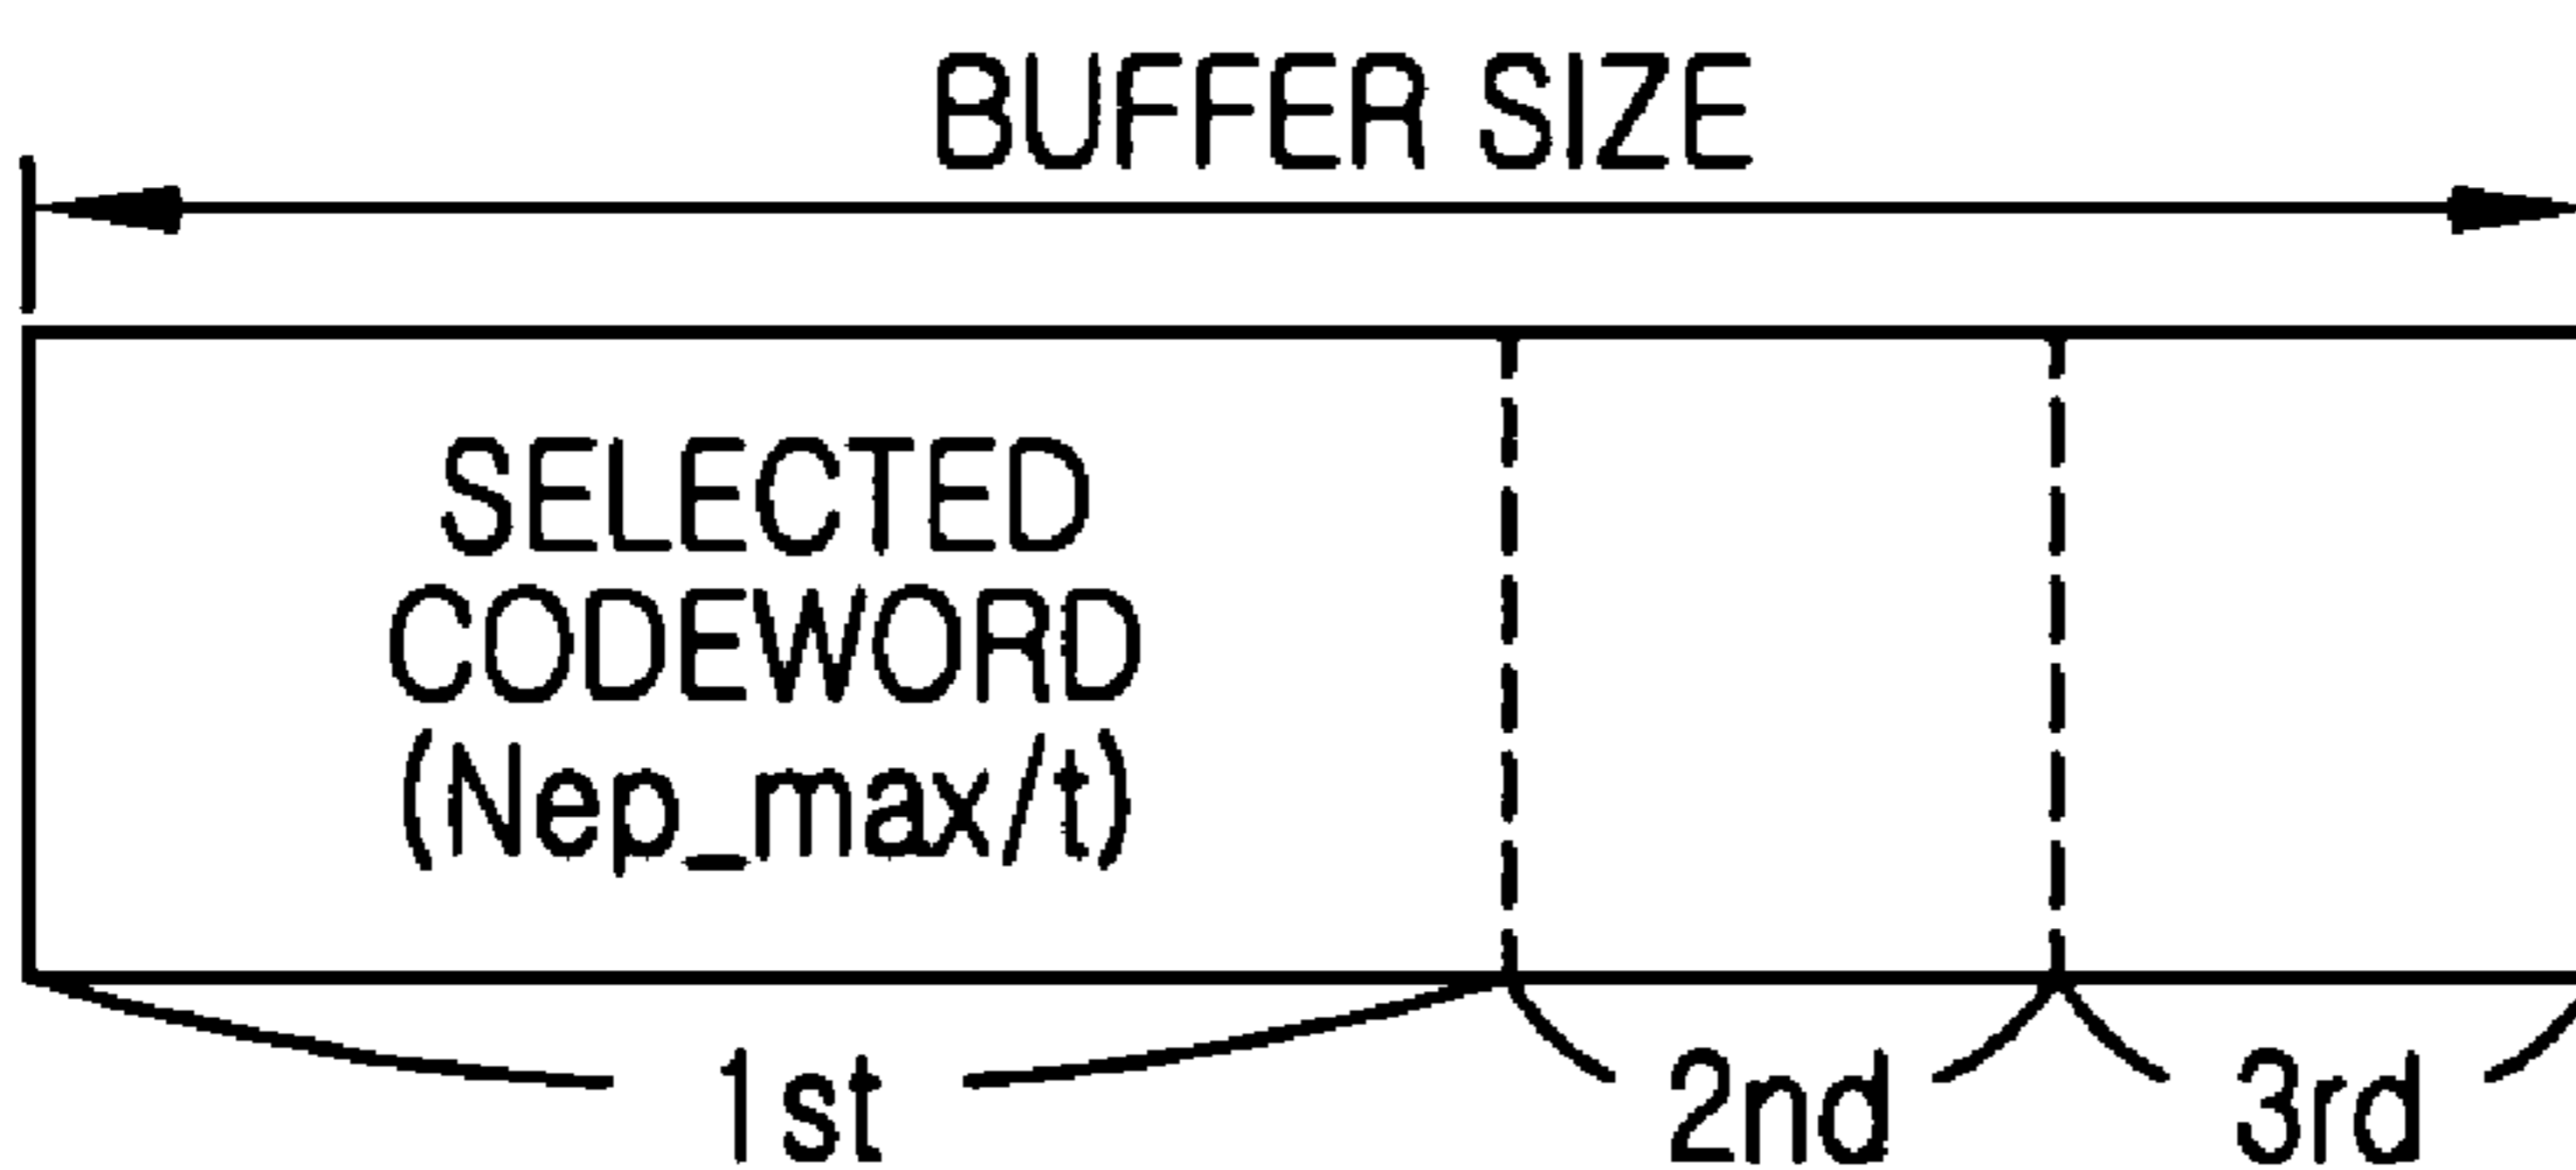 BUFFER SIZE
SELECTED
CODEWORD
(Nep_max/t)
1st 2nd 3rd